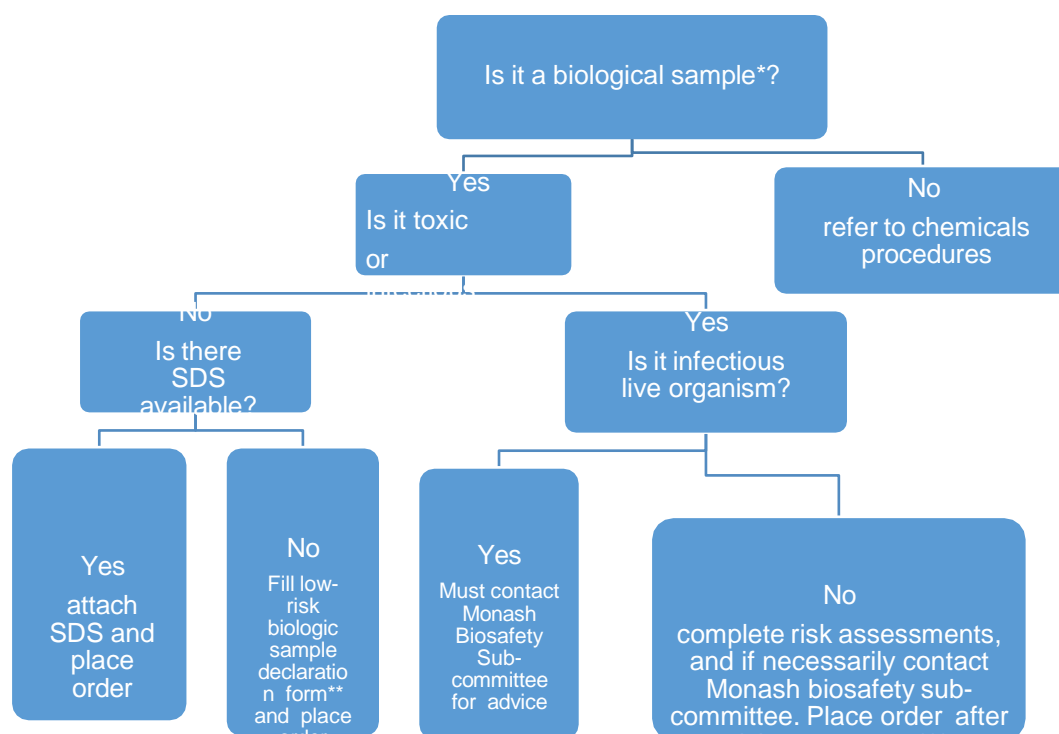 Is it a biological sample*?
Yes
Is it toxic
or
infectious
No
refer to chemicals
procedures
No
Is there
SDS
available?
Yes
Is it infectious
live organism?
Yes
attach
SDS and
place
order
No
Fill low-
risk
biologic
sample
declaratio
n form**
and place
order
Yes
Must contact
Monash
Biosafety
Sub-
committee
for advice
No
complete risk assessments,
and if necessarily contact
Monash biosafety sub-
committee. Place order after